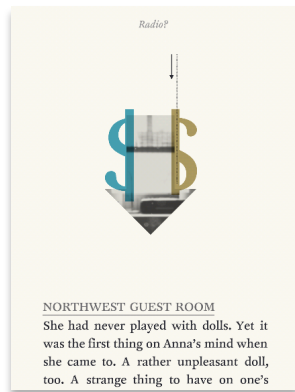 Radio?
$
NORTHWEST GUEST ROOM
She had never played with dolls. Yet it
was the first thing on Anna's mind when
she came to. A rather unpleasant doll,
too. A strange thing to have on one's